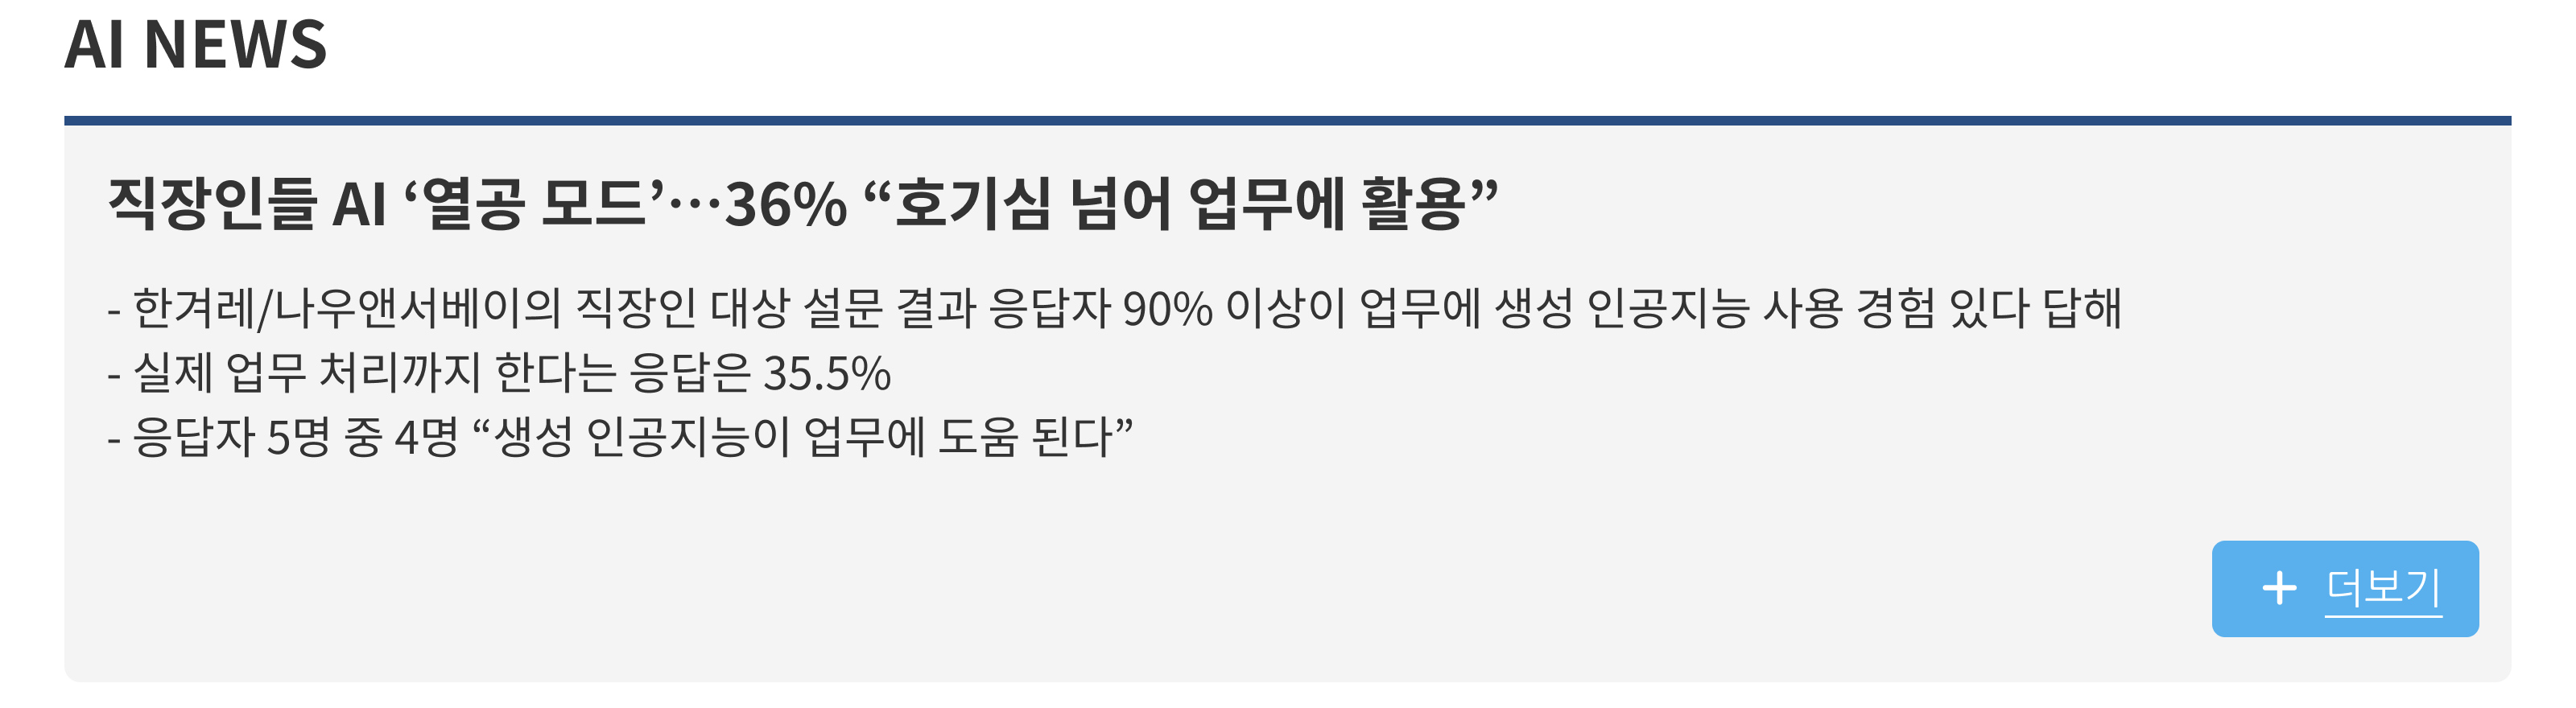 AI NEWS
직장인들 AI ‘열공 모드’…36% “호기심 넘어 업무에 활용”
- 한겨레/나우앤서베이의 직장인 대상 설문 결과 응답자 90% 이상이 업무에 생성 인공지능 사용 경험 있다 답해
- 실제 업무 처리까지 한다는 응답은 35.5%
- 응답자 5명 중 4명 “생성 인공지능이 업무에 도움 된다”
+ 더보기